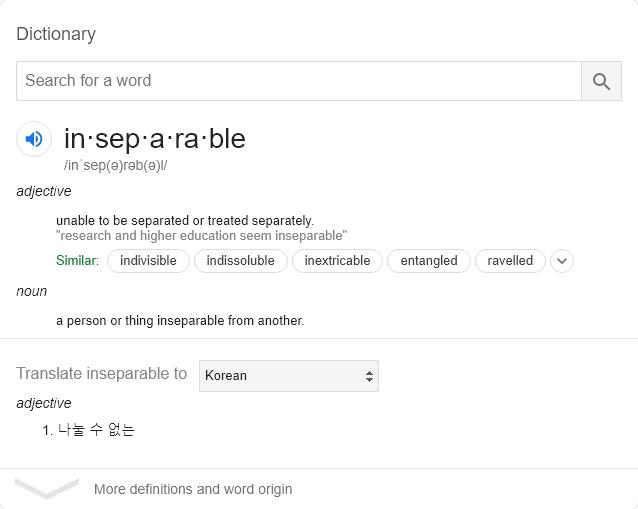 Dictionary
Search for a word
in·sep·a·ra·ble
/inˈsep(ə)rəb(ə)l/
adjective
unable to be separated or treated separately.
"research and higher education seem inseparable"
Similar: indivisible indissoluble inextricable entangled ravelled
noun
a person or thing inseparable from another.
Translate inseparable to Korean
adjective
1. 나눌 수 없는
More definitions and word origin